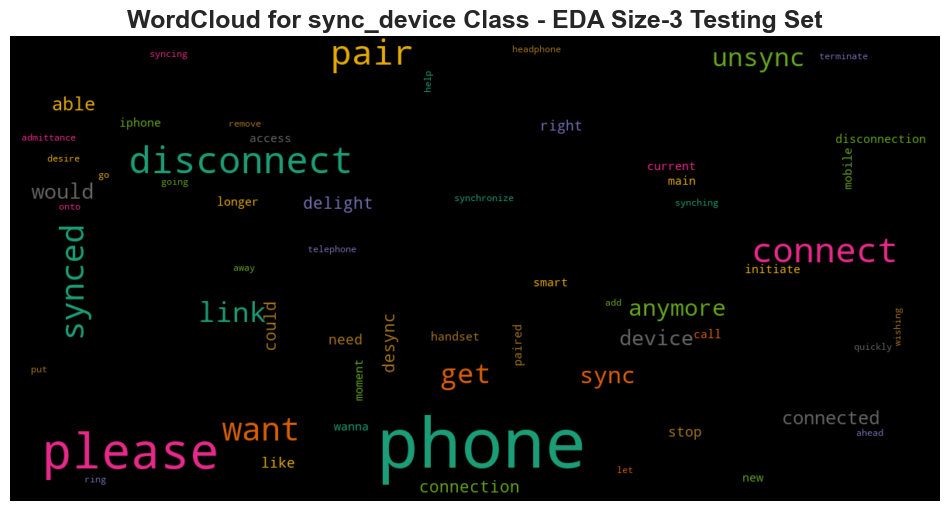 WordCloud for sync_device Class - EDA Size-3 Testing Set
syncing
pair
headphone
unsync
terminate
help
able
iphone
remove
right
admittance
access
disconnection
disconnect
desire
current
mobile
go
going
main
would
longer
delight
synchronize
synching
onto
synced
telephone
connect
away
initiate
smart
link
could
add
anymore
need
desync
handset
paired
device
call
wishing
quickly
put
moment
get
sync
please
want
wanna
phone
stop
connected
ahead
like
let
ring
connection
new